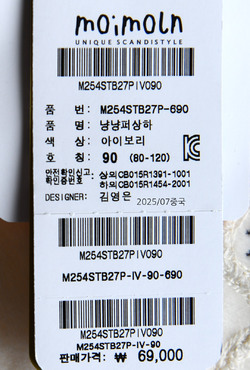 moimoln
UNIQUE SCANDISTYLE
M254STB27PIV090
품 번: M254STB27P-690
품 명: 냥냥퍼상하
색 상: 아이보리
호 칭: 90 (80-120)
안전확인신고 확인증번호: 상의CB015R1391-1001
하의CB015R1454-2001
DESIGNER: 김영은 2025/07중국
M254STB27PIV090
M254STB27P-IV-90-690
M254STB27PIV090
M254STB27P-IV-90
판매가격: ₩ 69,000